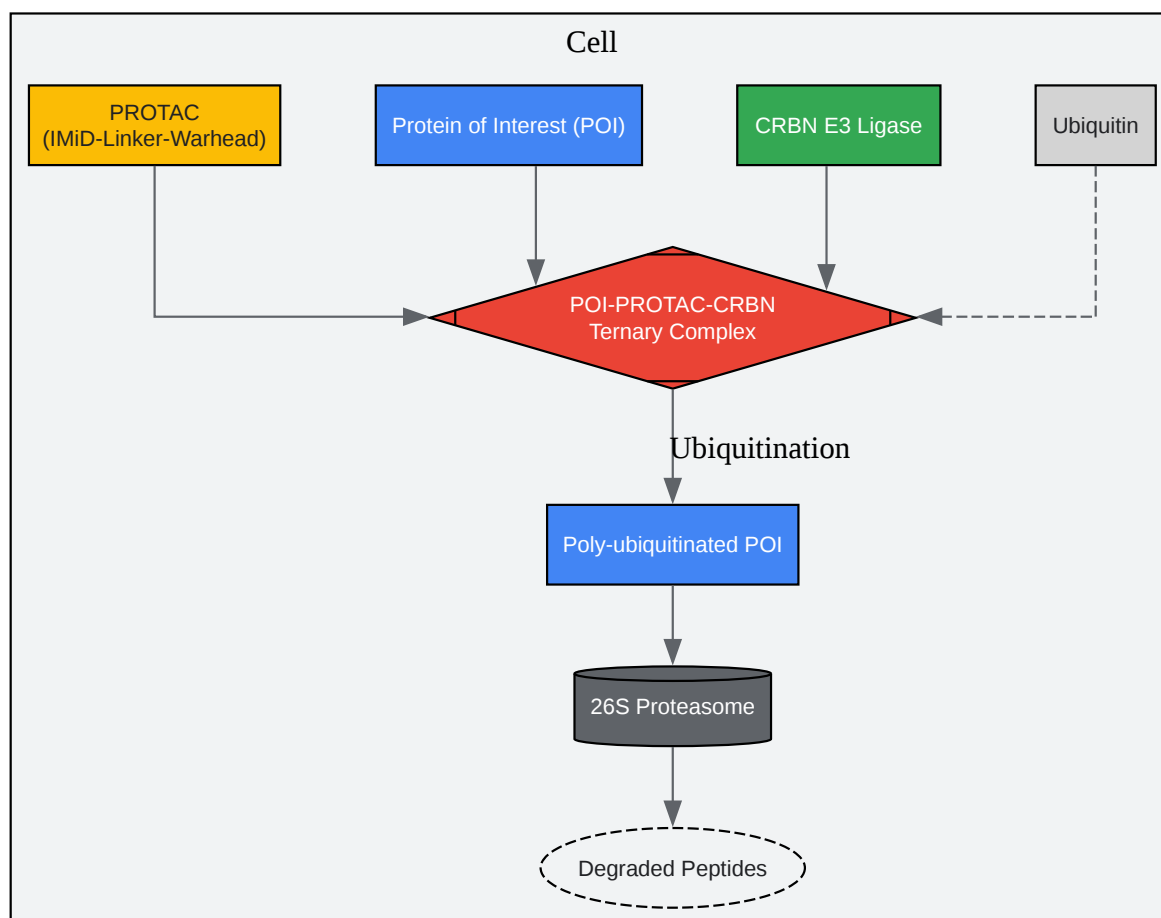 Cell
PROTAC
(IMiD-Linker-Warhead)
Protein of Interest (POI)
CRBN E3 Ligase
Ubiquitin
POI-PROTAC-CRBN
Ternary Complex
Ubiquitination
Poly-ubiquitinated POI
26S Proteasome
Degraded Peptides